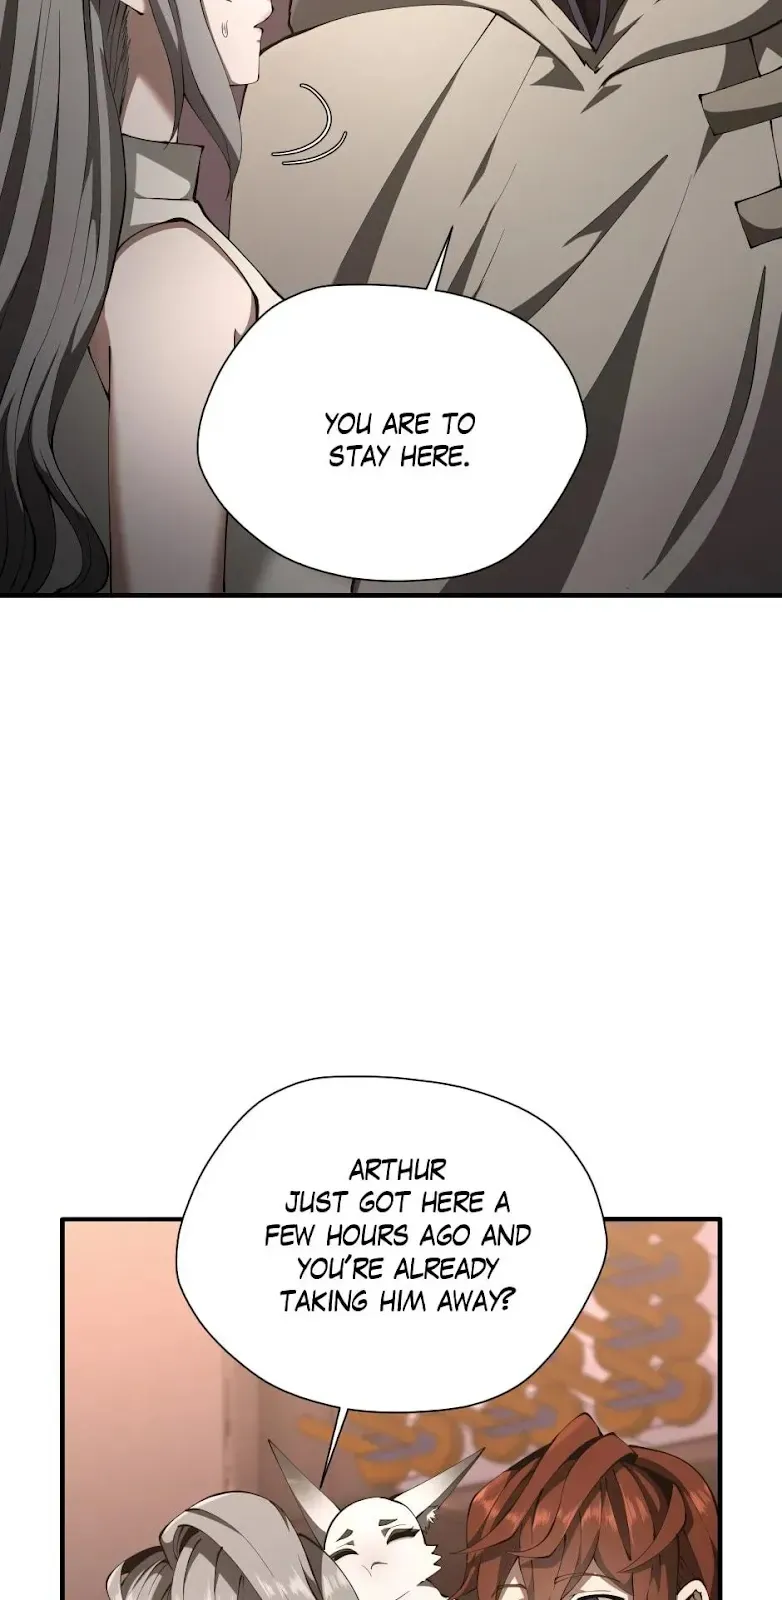 YOU ARE TO
STAY HERE.
ARTHUR
JUST GOT HERE A
FEW HOURS AGO AND
YOU'RE ALREADY
TAKING HIM AWAY?